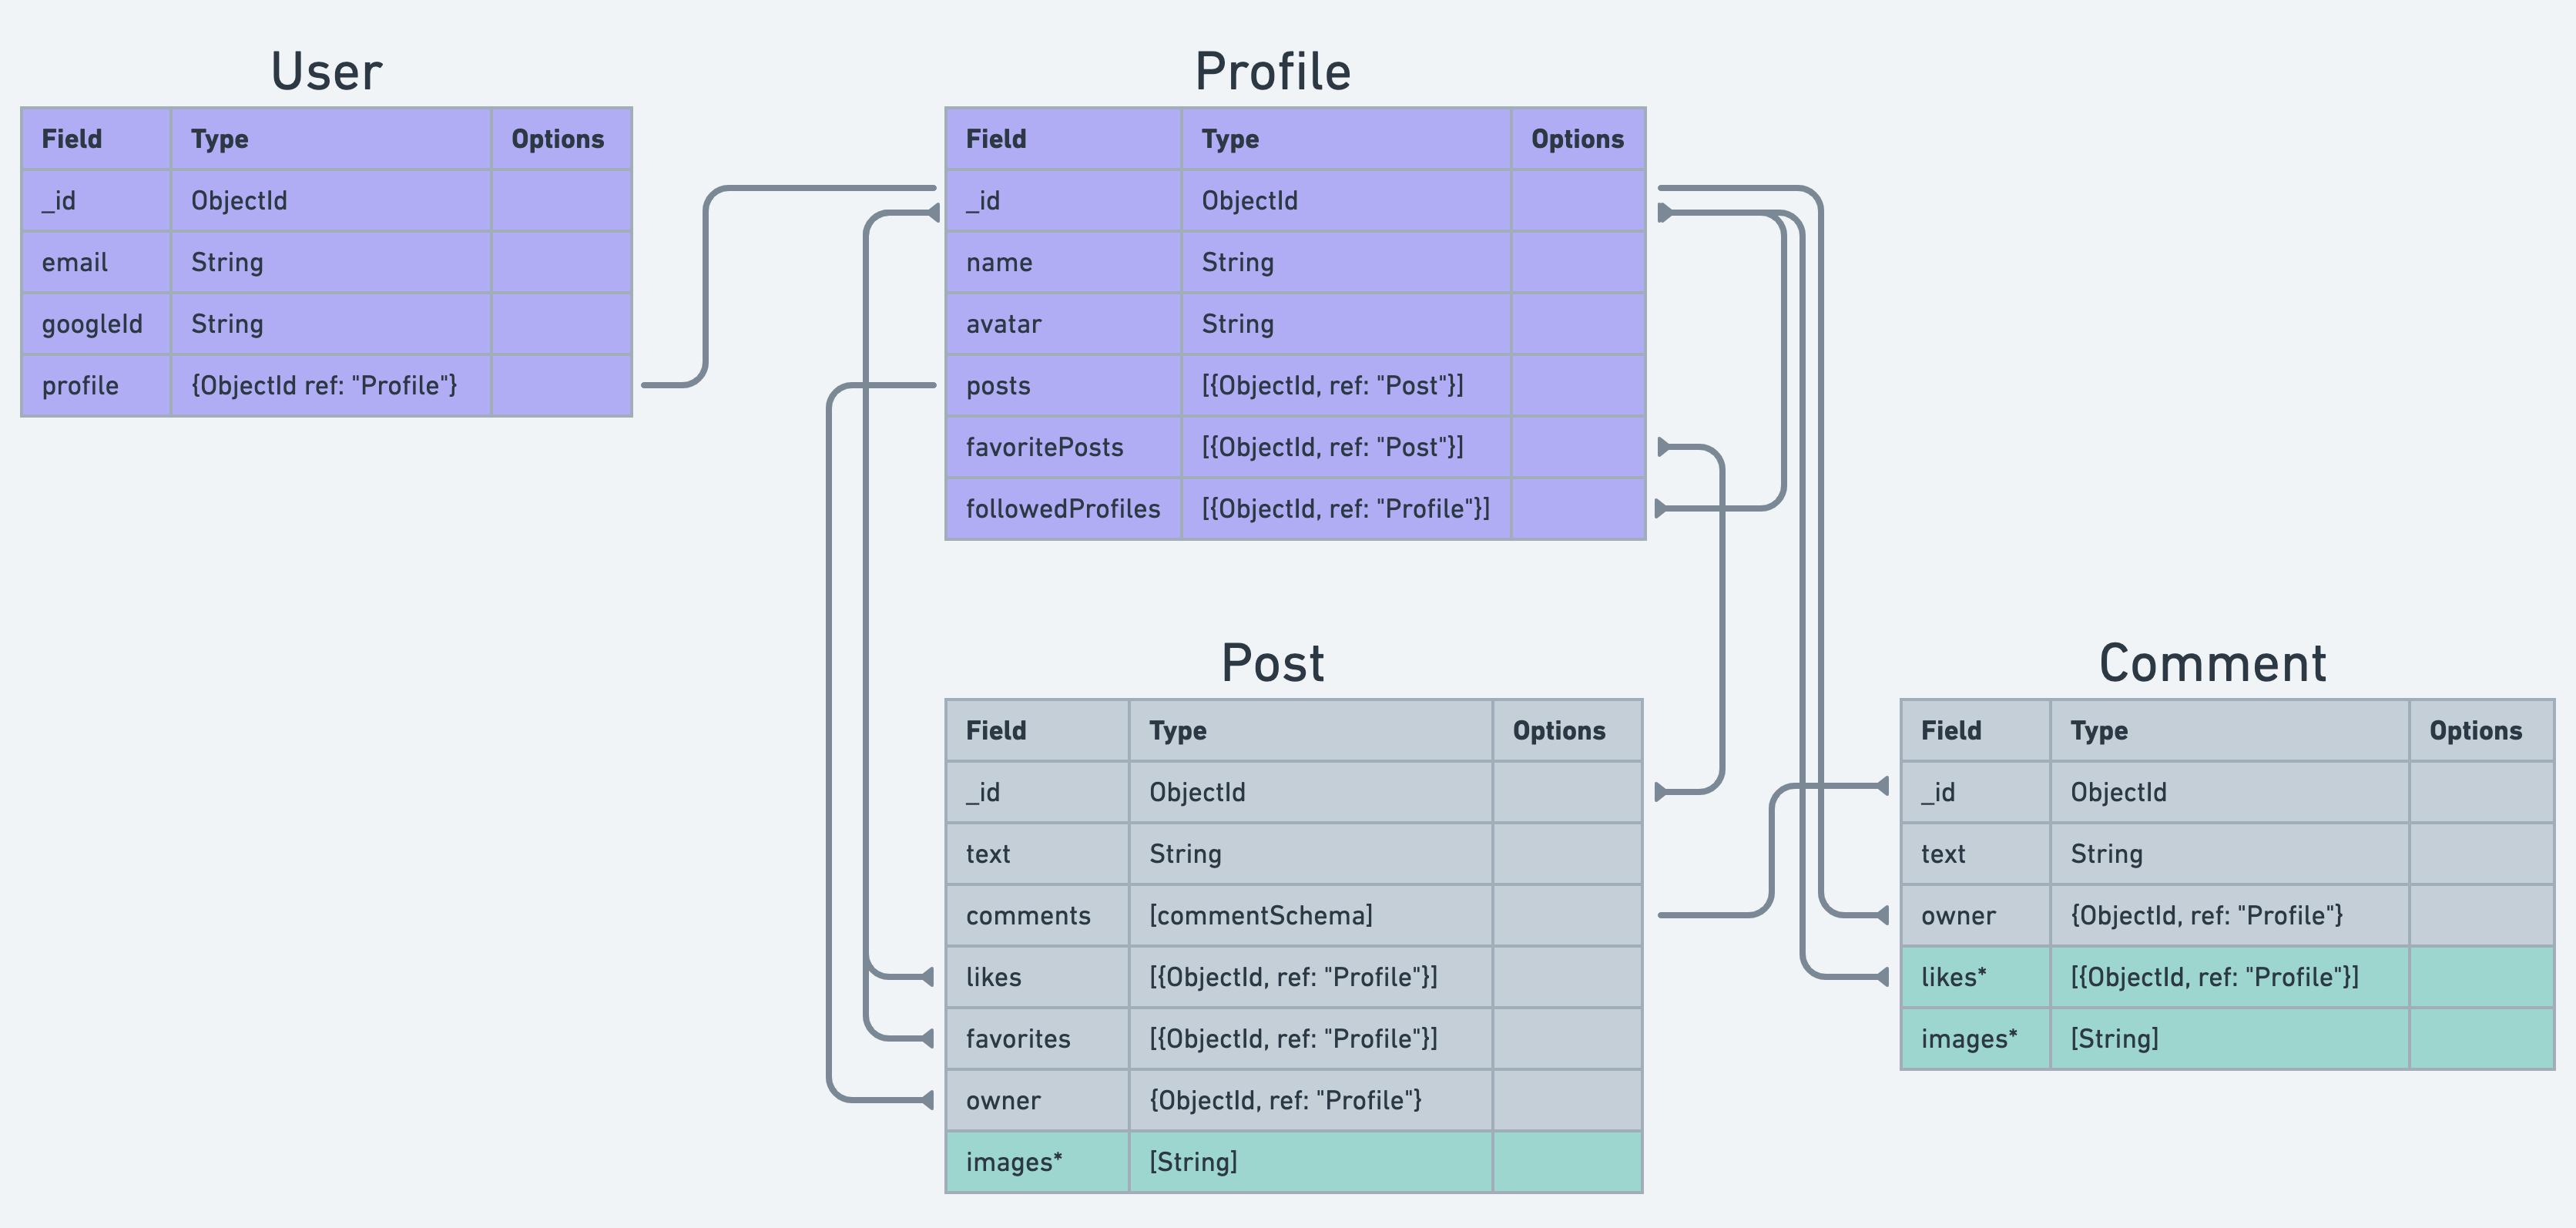 User
Field Type Options
_id ObjectId
email String
googleId String
profile {ObjectId ref: "Profile"}
Profile
Field Type Options
_id ObjectId
name String
avatar String
posts [{ObjectId, ref: "Post"}]
favoritePosts [{ObjectId, ref: "Post"}]
followedProfiles [{ObjectId, ref: "Profile"}]
Post
Field Type Options
_id ObjectId
text String
comments [commentSchema]
likes [{ObjectId, ref: "Profile"}]
favorites [{ObjectId, ref: "Profile"}]
owner {ObjectId, ref: "Profile"}
images* [String]
Comment
Field Type Options
_id ObjectId
text String
owner {ObjectId, ref: "Profile"}
likes* [{ObjectId, ref: "Profile"}]
images* [String]